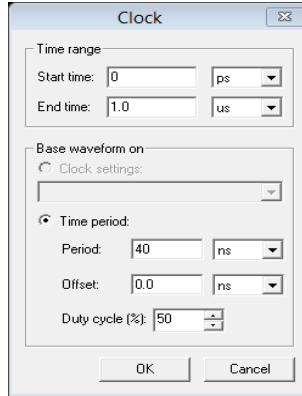 Clock
Time range
Start time: 0 ps
End time: 1.0 us
Base waveform on
Clock settings:
Time period:
Period: 40 ns
Offset: 0.0 ns
Duty cycle (%): 50
OK Cancel